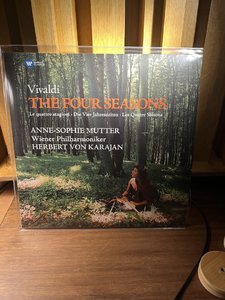 Vivaldi
THE FOUR SEASONS
Le quattro stagioni · Die Vier Jahreszeiten · Les Quatre Saisons
ANNE-SOPHIE MUTTER
Wiener Philharmoniker
HERBERT VON KARAJAN